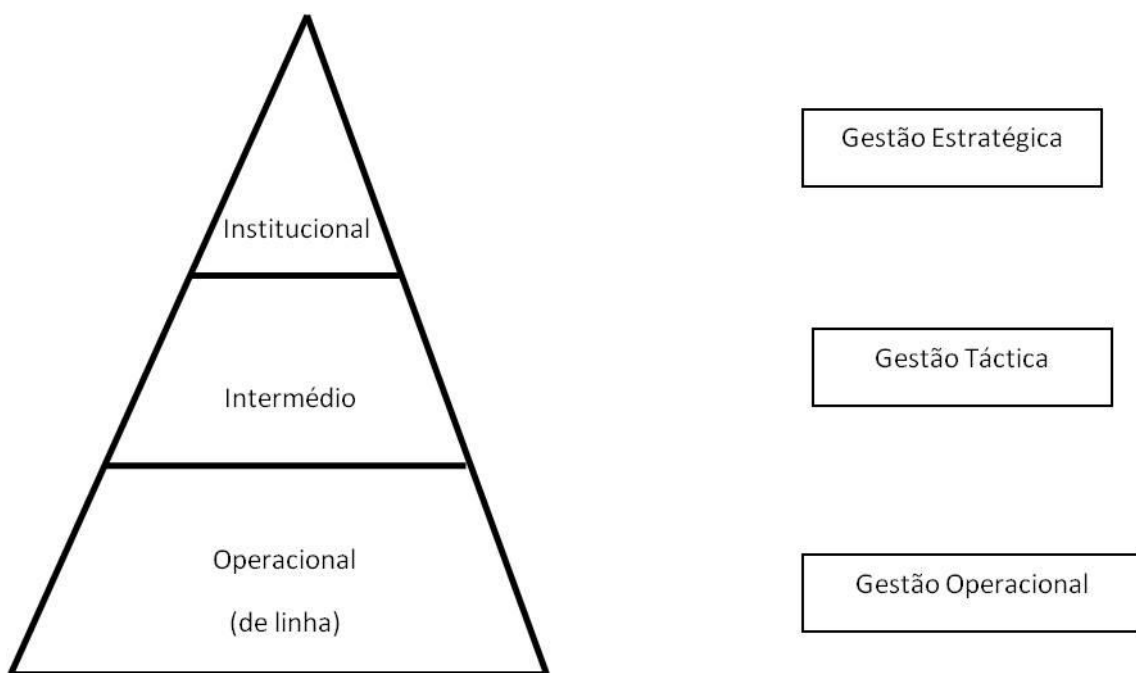 Gestão Estratégica
Institucional
Gestão Táctica
Intermédio
Operacional
(de linha)
Gestão Operacional